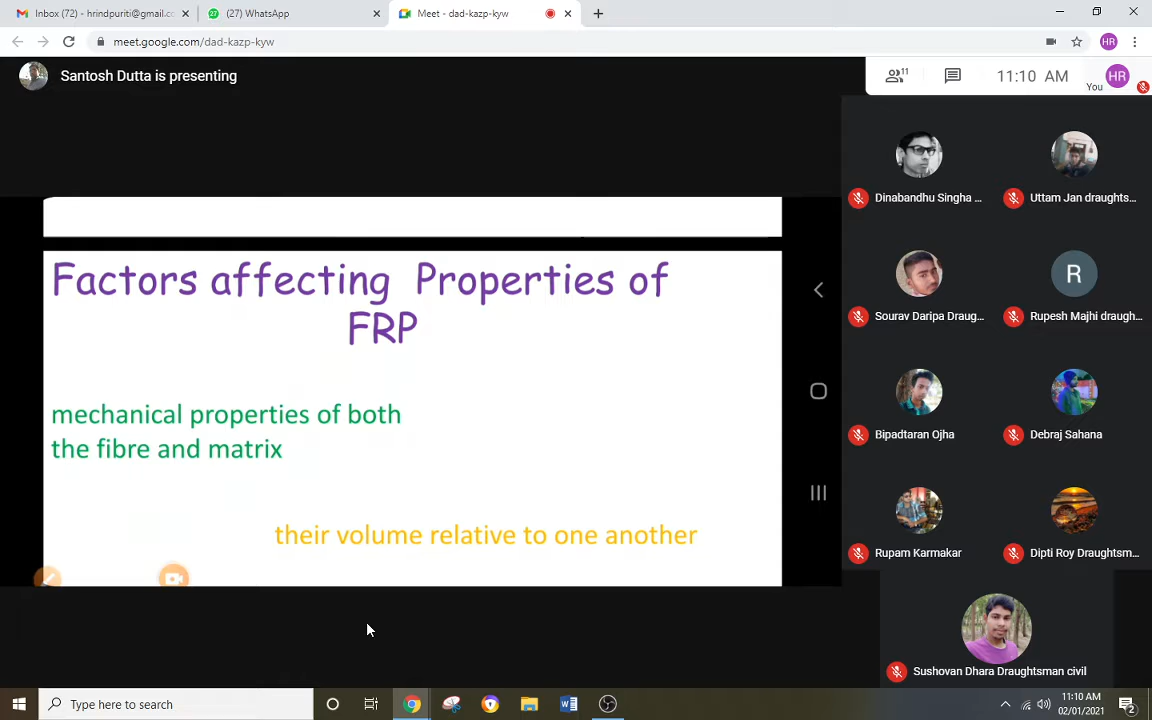 Inbox (72) - hrindpuriti@gmail.cc
(27) WhatsApp
Meet - dad-kazp-kyw
meet.google.com/dad-kazp-kyw
HR
Santosh Dutta is presenting
11
11:10 AM
You
HR
Dinabandhu Singha ...
Uttam Jan draughts...
Factors affecting Properties of
FRP
R
Sourav Daripa Draug...
Rupesh Majhi draugh...
mechanical properties of both
the fibre and matrix
Bipadtaran Ojha
Debraj Sahana
their volume relative to one another
Rupam Karmakar
Dipti Roy Draughtsm...
Sushovan Dhara Draughtsman civil
Type here to search
11:10 AM
02/01/2021
2